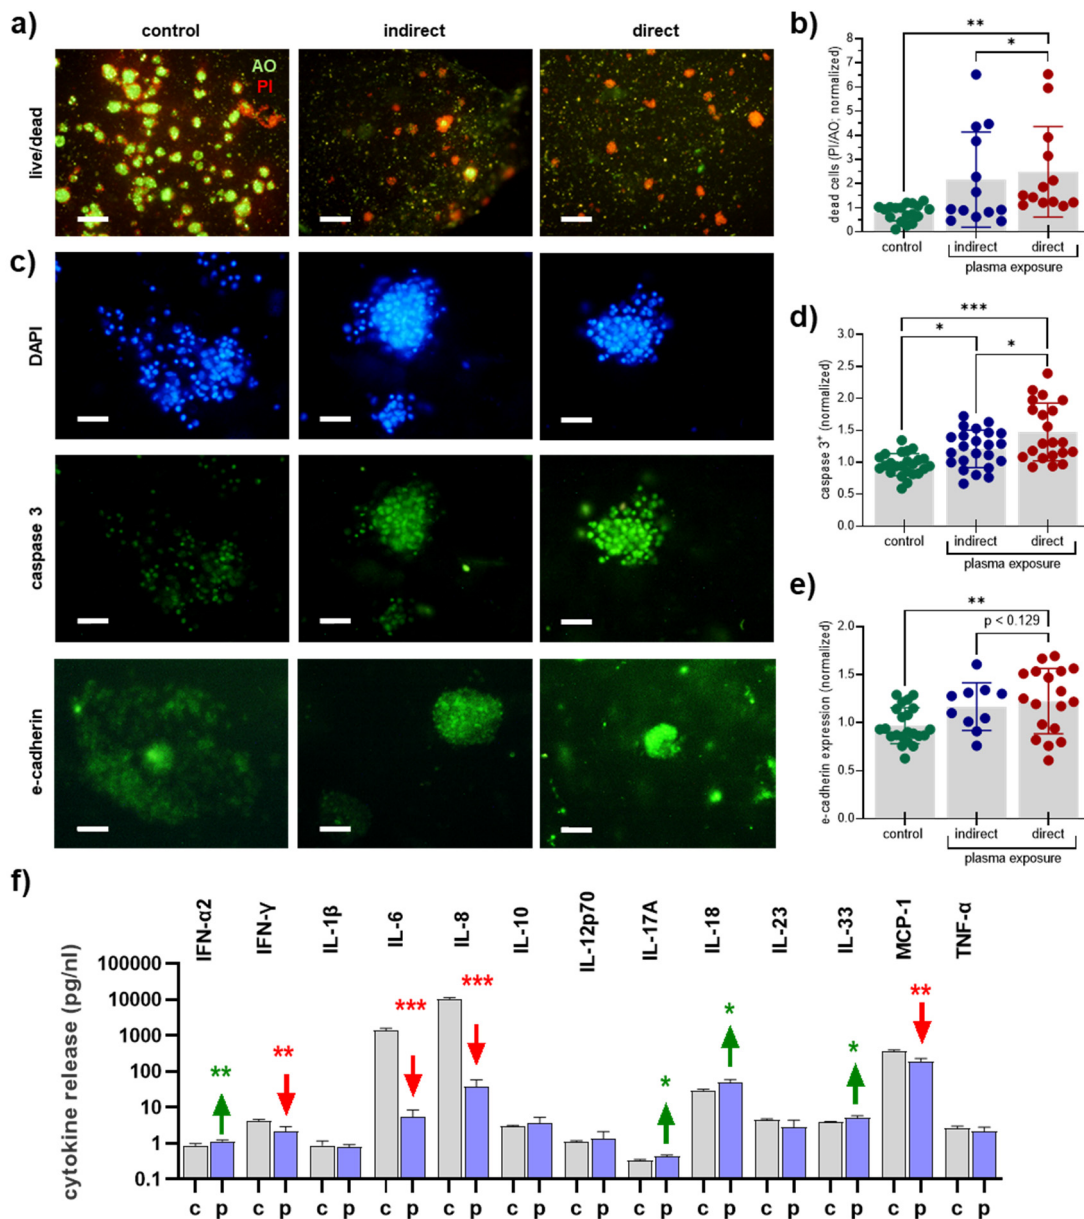 a)
control
indirect
direct
live/dead
AO
PI
b)
dead cells (PI/AO; normalized)
8
7
6
5
4
3
2
1
0
**
*
control
indirect
direct
plasma exposure
c)
DAPI
caspase 3
e-cadherin
d)
caspase 3⁺ (normalized)
3.0
2.5
2.0
1.5
1.0
0.5
0.0
***
*
*
control
indirect
direct
plasma exposure
e)
e-cadherin expression (normalized)
2.0
1.5
1.0
0.5
0.0
**
p < 0.129
control
indirect
direct
plasma exposure
f)
IFN-α2
IFN-γ
IL-1β
IL-6
IL-8
IL-10
IL-12p70
IL-17A
IL-18
IL-23
IL-33
MCP-1
TNF-α
cytokine release (pg/nl)
100000
10000
1000
100
10
1
0.1
**
**
***
***
*
*
*
**
c p c p c p c p c p c p c p c p c p c p c p c p c p